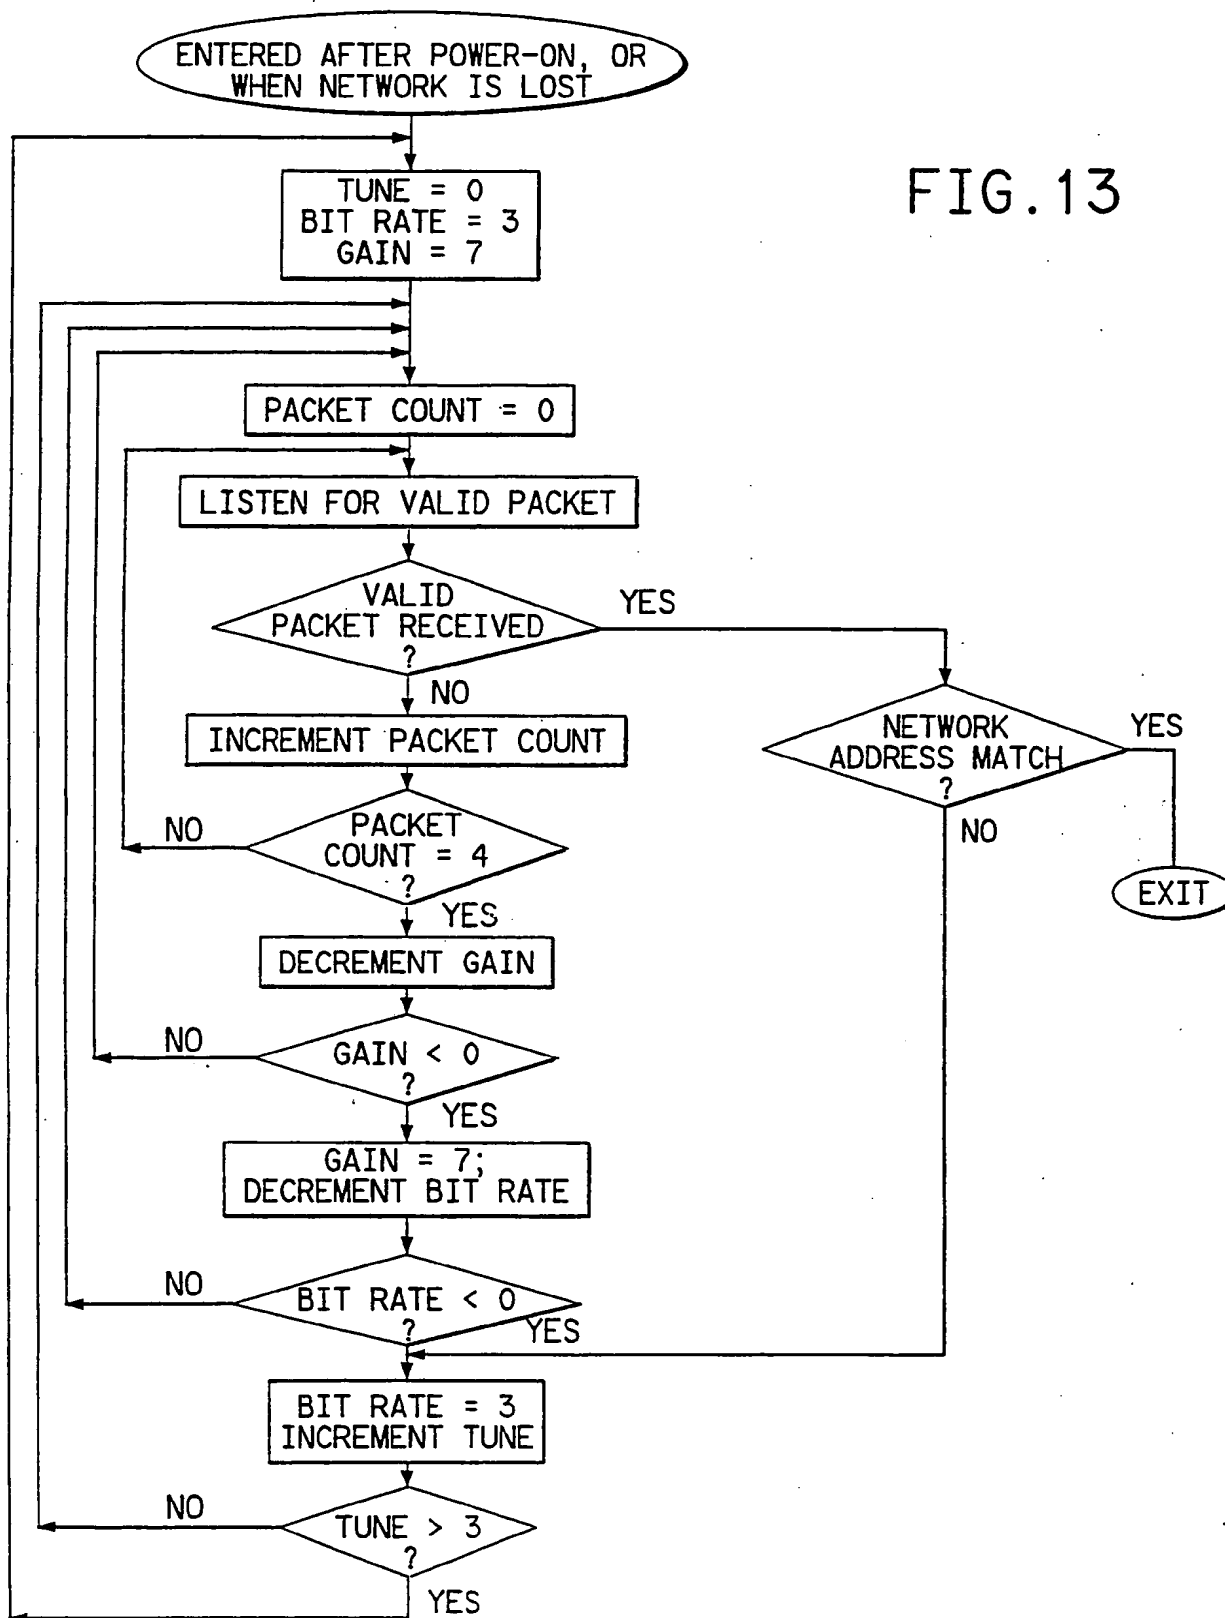 ENTERED AFTER POWER-ON, OR
WHEN NETWORK IS LOST
FIG.13
TUNE = 0
BIT RATE = 3
GAIN = 7
PACKET COUNT = 0
LISTEN FOR VALID PACKET
VALID
PACKET RECEIVED
?
YES
NO
NETWORK
ADDRESS MATCH
?
YES
NO
EXIT
INCREMENT PACKET COUNT
PACKET
COUNT = 4
?
NO
YES
DECREMENT GAIN
GAIN < 0
?
NO
YES
GAIN = 7;
DECREMENT BIT RATE
BIT RATE < 0
?
NO
YES
BIT RATE = 3
INCREMENT TUNE
TUNE > 3
?
NO
YES